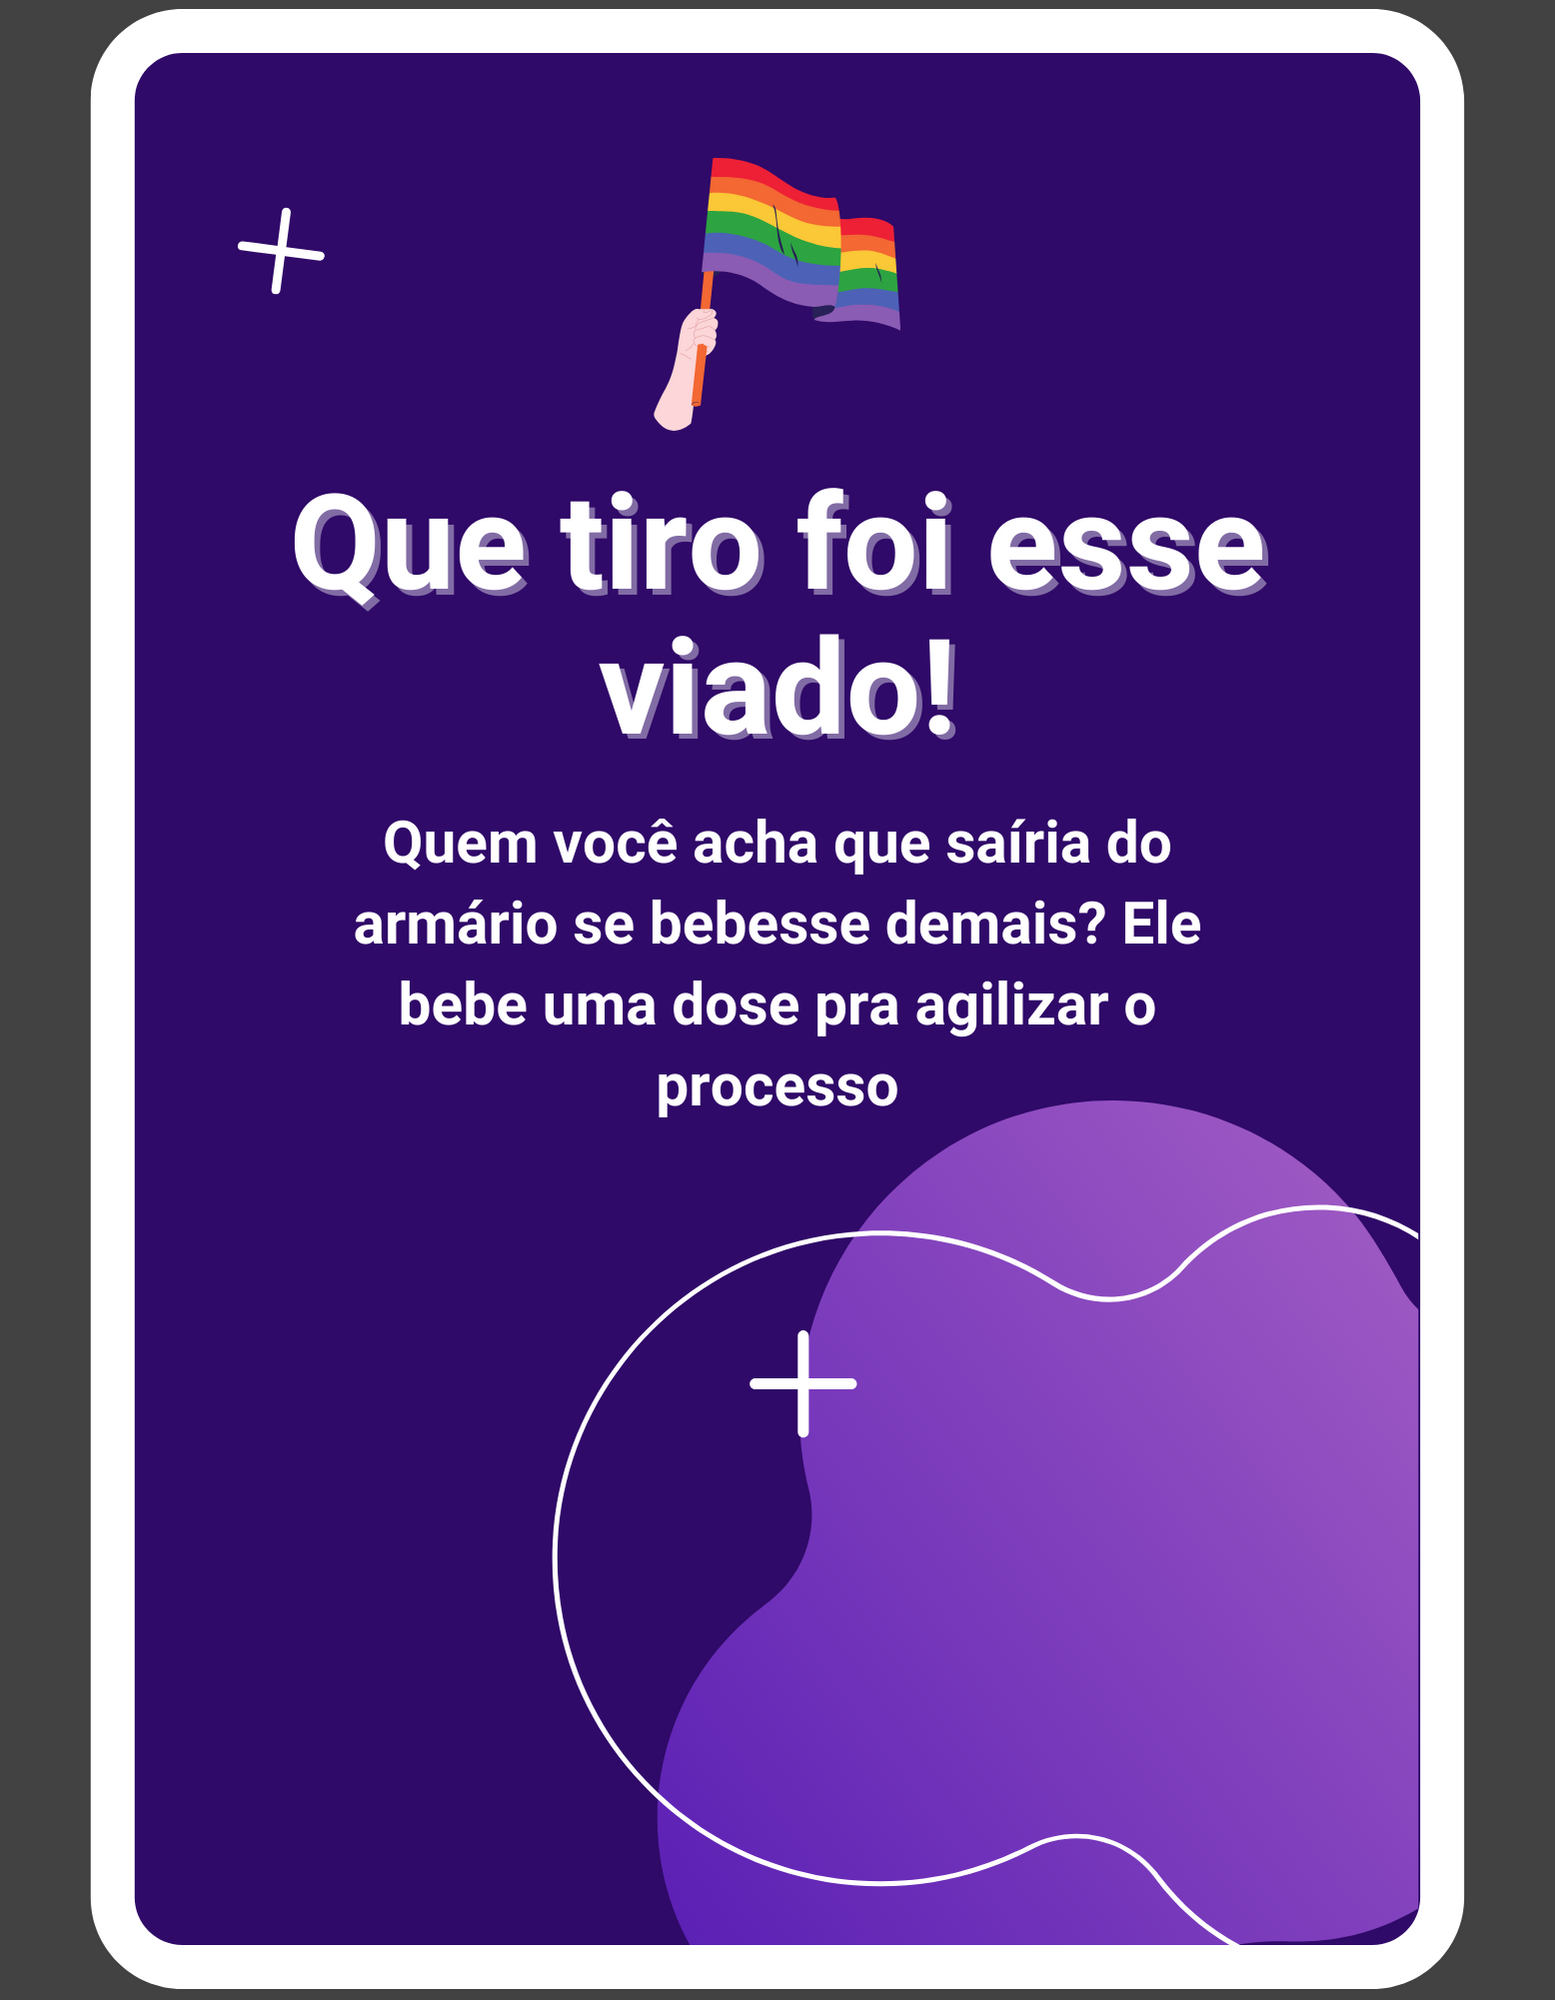 Que tiro foi esse
viado!
Quem você acha que saíria do
armário se bebesse demais? Ele
bebe uma dose pra agilizar o
processo